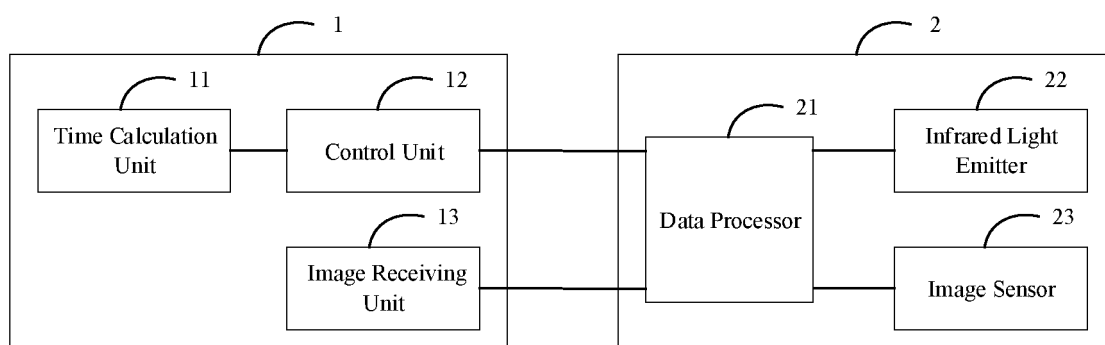 1
2
11
12
21
22
Time Calculation
Unit
Control Unit
Infrared Light
Emitter
Data Processor
13
23
Image Receiving
Unit
Image Sensor